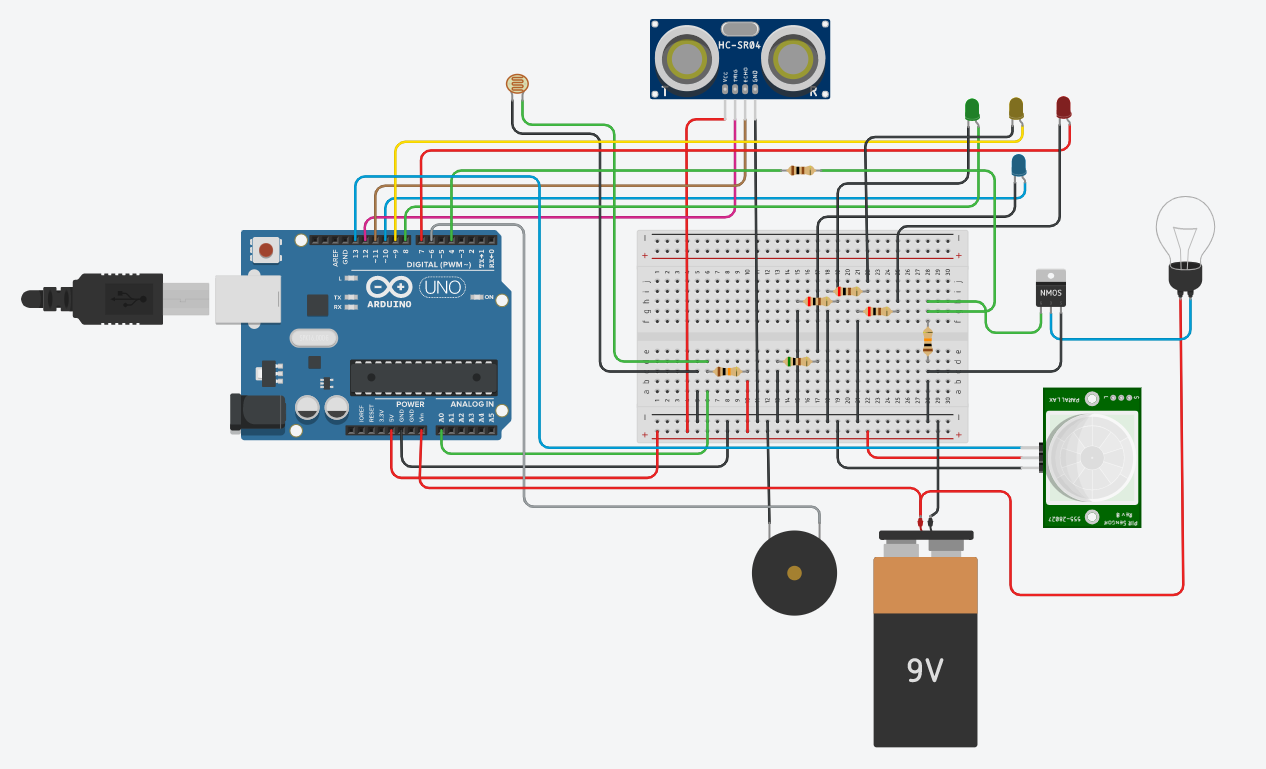 HC-SR04
VCC
TRIG
ECHO
GND
T
R
AREF
GND
13
12
~11
~10
~9
8
7
~6
~5
4
~3
2
TX→1
RX←0
DIGITAL (PWM~)
L
TX
RX
ARDUINO
UNO
ON
POWER
ANALOG IN
IOREF
RESET
3.3V
5V
GND
GND
Vin
A0
A1
A2
A3
A4
A5
NMOS
PARALLAX
PIR Sensor
Rev B
555-28027
9V